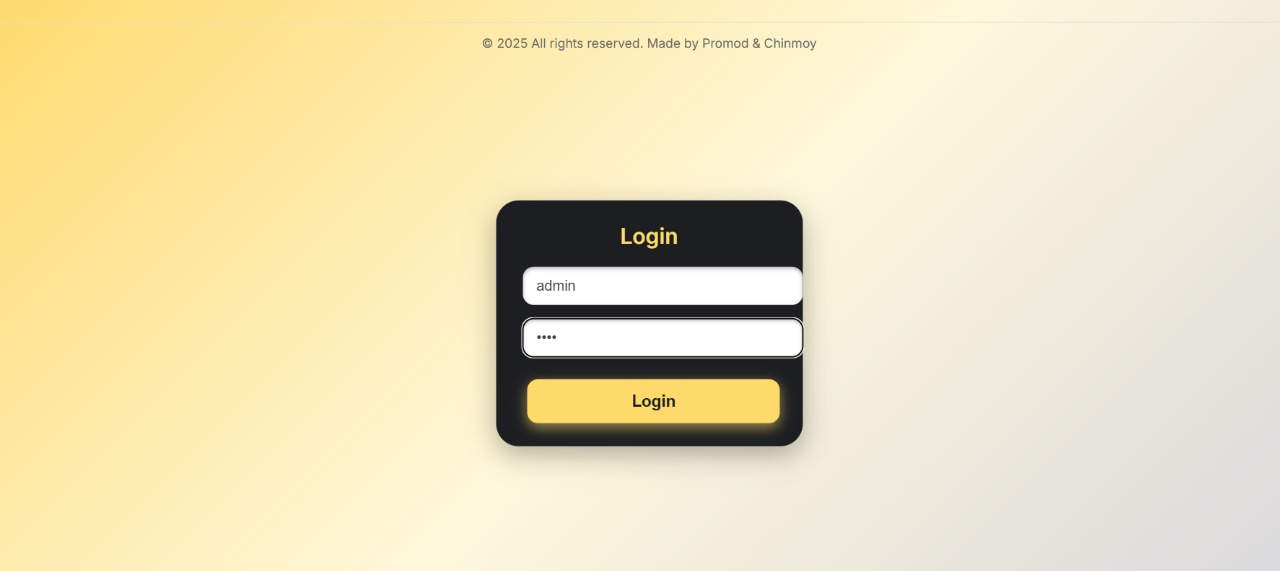 © 2025 All rights reserved. Made by Promod & Chinmoy
Login
admin
••••
Login